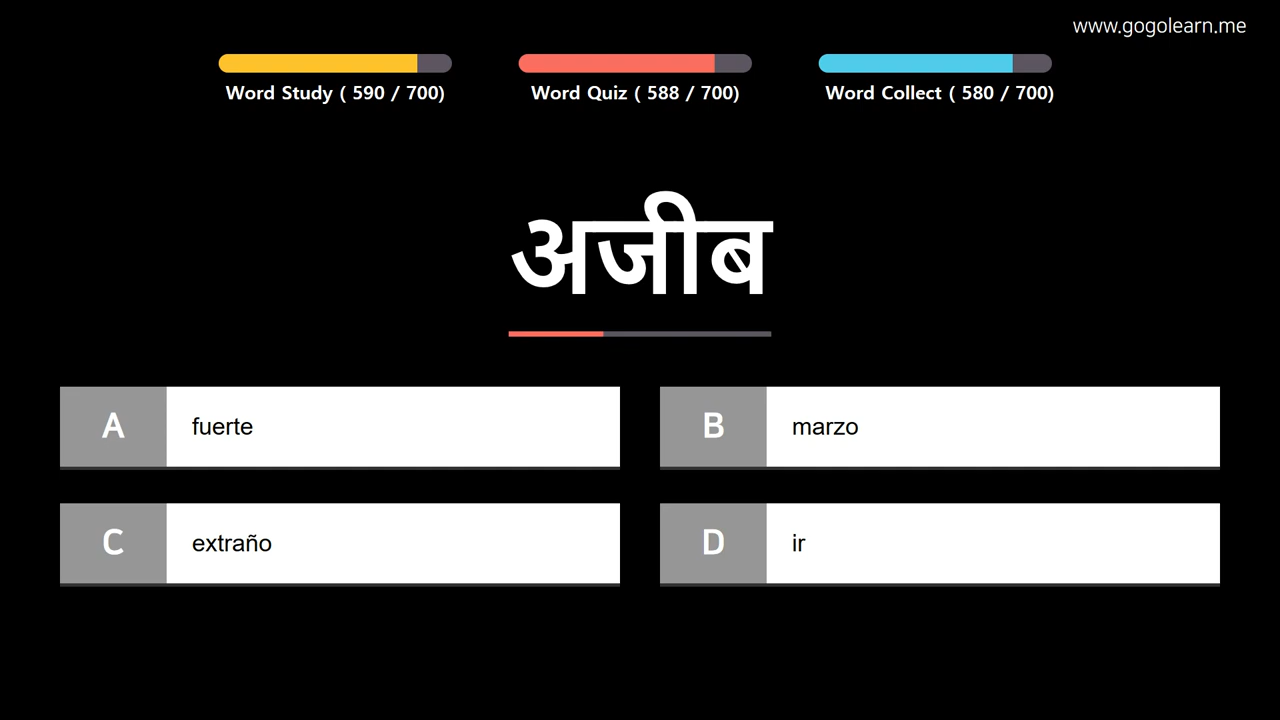 www.gogolearn.me
Word Study ( 590 / 700)
Word Quiz ( 588 / 700)
Word Collect ( 580 / 700)
अजीब
A fuerte
B marzo
C extraño
D ir